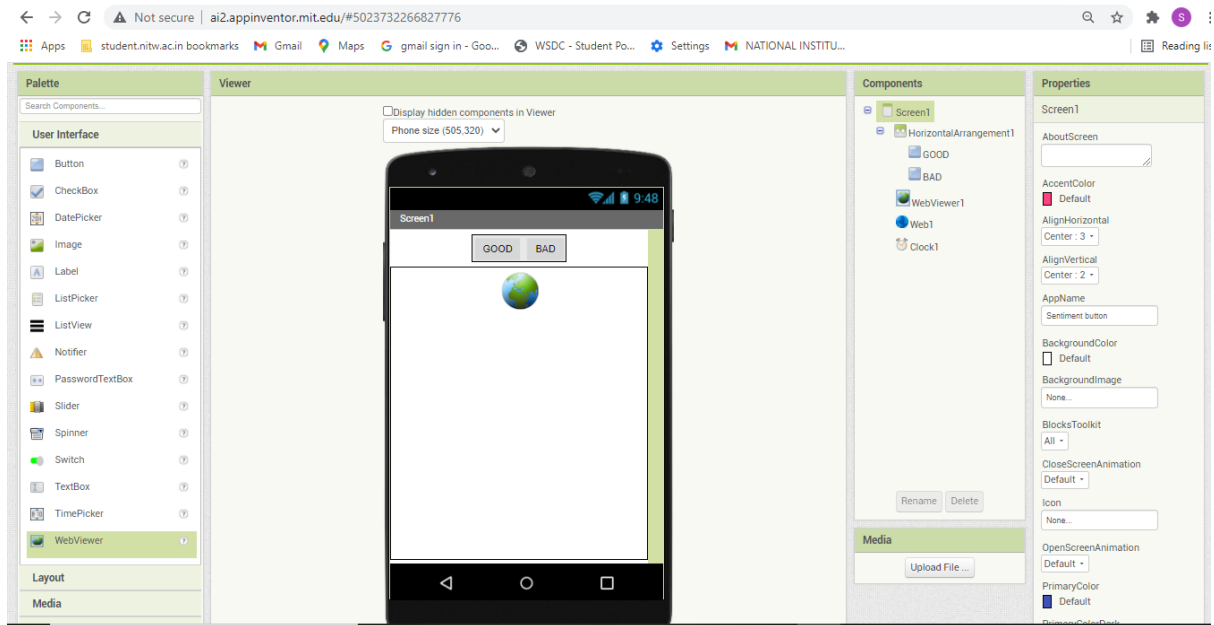 Not secure | ai2.appinventor.mit.edu/#5023732266827776 S
Apps student.nitw.ac.in bookmarks Gmail Maps gmail sign in - Goo... WSDC - Student Po... Settings NATIONAL INSTITU... Reading lis
Palette
Search Components...
User Interface
Button ?
CheckBox ?
DatePicker ?
Image ?
Label ?
ListPicker ?
ListView ?
Notifier ?
PasswordTextBox ?
Slider ?
Spinner ?
Switch ?
TextBox ?
TimePicker ?
WebViewer ?
Layout
Media
Viewer
Display hidden components in Viewer
Phone size (505,320)
9:48
Screen1
GOOD BAD
Components
Screen1
HorizontalArrangement1
GOOD
BAD
WebViewer1
Web1
Clock1
Rename Delete
Media
Upload File ...
Properties
Screen1
AboutScreen
AccentColor
Default
AlignHorizontal
Center : 3
AlignVertical
Center : 2
AppName
Sentiment button
BackgroundColor
Default
BackgroundImage
None...
BlocksToolkit
All
CloseScreenAnimation
Default
Icon
None...
OpenScreenAnimation
Default
PrimaryColor
Default
PrimaryColorDark